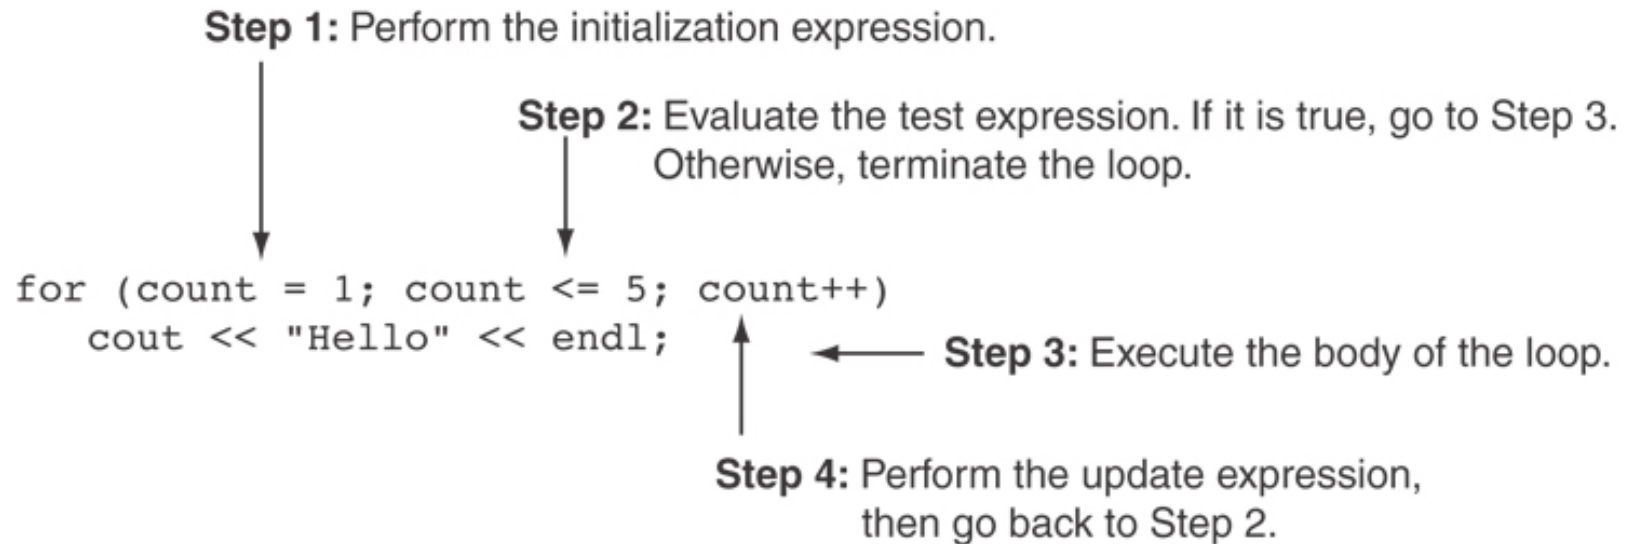 Step 1: Perform the initialization expression.
Step 2: Evaluate the test expression. If it is true, go to Step 3.
Otherwise, terminate the loop.
for (count = 1; count <= 5; count++)
cout << "Hello" << endl;
Step 3: Execute the body of the loop.
Step 4: Perform the update expression,
then go back to Step 2.